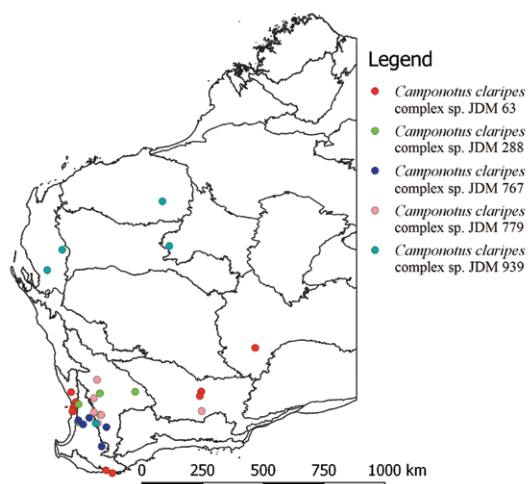 Legend
Camponotus claripes
complex sp. JDM 63
Camponotus claripes
complex sp. JDM 288
Camponotus claripes
complex sp. JDM 767
Camponotus claripes
complex sp. JDM 779
Camponotus claripes
complex sp. JDM 939
0 250 500 750 1000 km